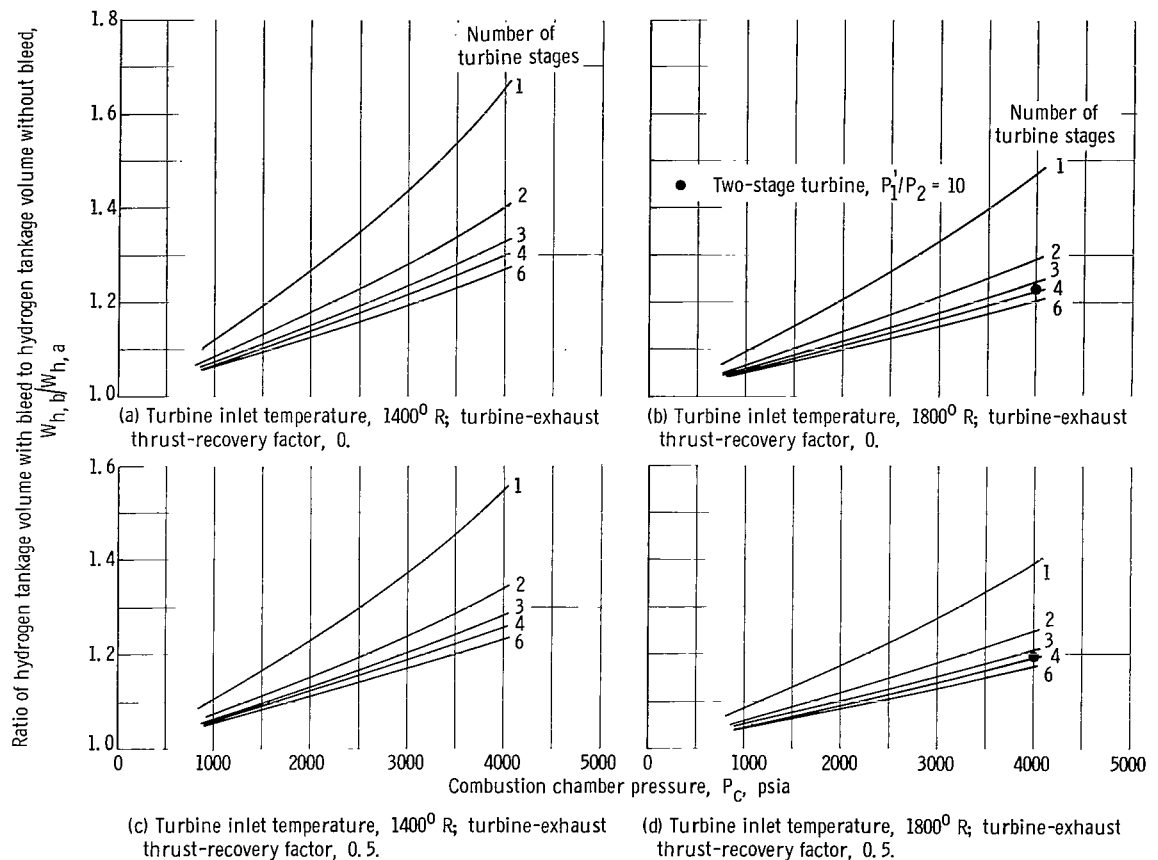 Ratio of hydrogen tankage volume with bleed to hydrogen tankage volume without bleed,
W_h, b/W_h, a
1.8
1.6
1.4
1.2
1.0
Number of
turbine stages
1
2
3
4
6
(a) Turbine inlet temperature, 1400⁰ R; turbine-exhaust
thrust-recovery factor, 0.
Number of
turbine stages
● Two-stage turbine, P₁'/P₂ = 10
1
2
3
4
6
(b) Turbine inlet temperature, 1800⁰ R; turbine-exhaust
thrust-recovery factor, 0.
1.6
1.4
1.2
1.0
1
2
3
4
6
0 1000 2000 3000 4000 5000
1
2
3
4
6
0 1000 2000 3000 4000 5000
Combustion chamber pressure, P_c, psia
(c) Turbine inlet temperature, 1400⁰ R; turbine-exhaust
thrust-recovery factor, 0.5.
(d) Turbine inlet temperature, 1800⁰ R; turbine-exhaust
thrust-recovery factor, 0.5.